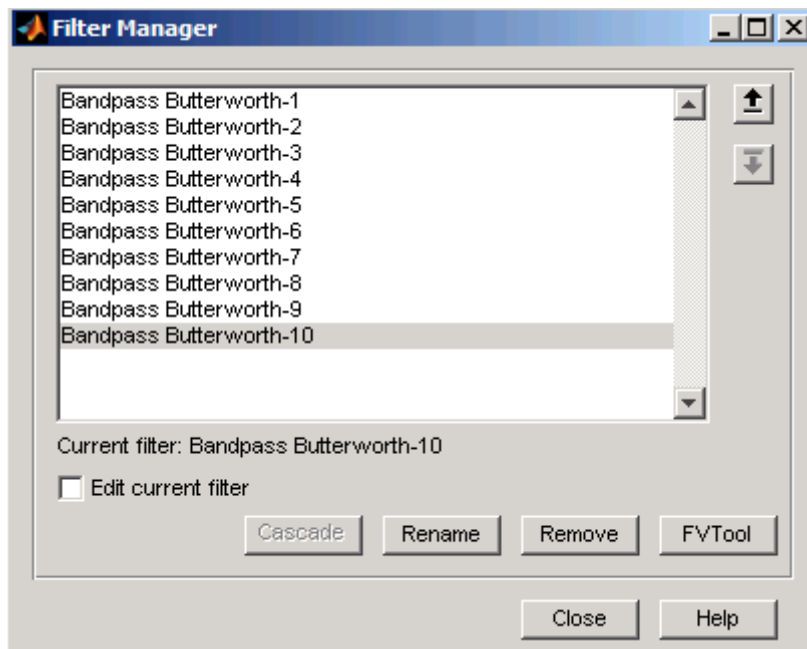 Filter Manager
Bandpass Butterworth-1
Bandpass Butterworth-2
Bandpass Butterworth-3
Bandpass Butterworth-4
Bandpass Butterworth-5
Bandpass Butterworth-6
Bandpass Butterworth-7
Bandpass Butterworth-8
Bandpass Butterworth-9
Bandpass Butterworth-10
Current filter: Bandpass Butterworth-10
Edit current filter
Cascade Rename Remove FVTool
Close Help